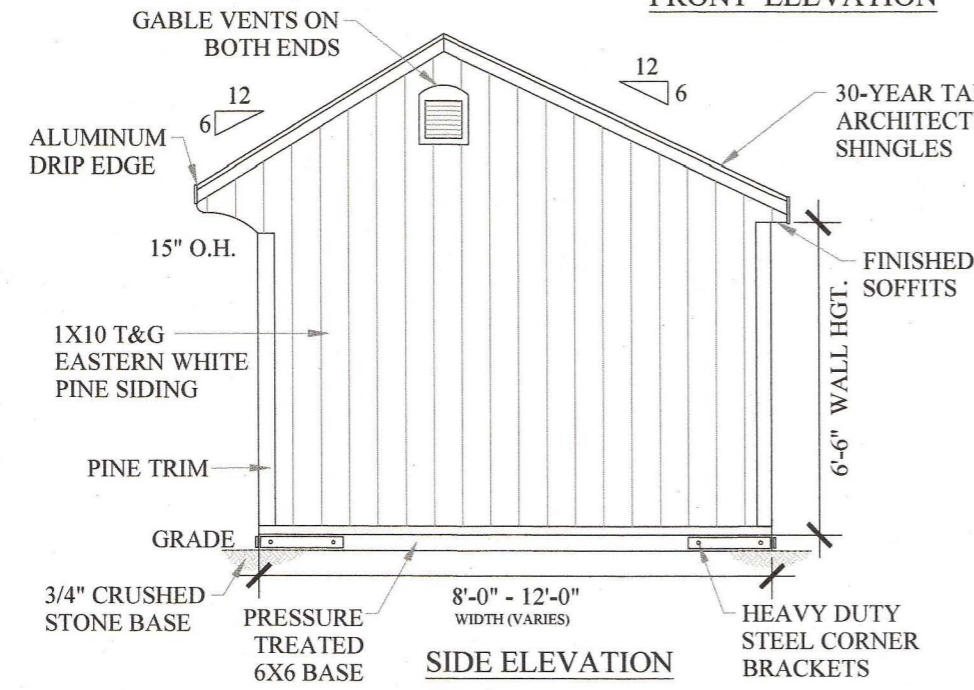 FRONT ELEVATION
GABLE VENTS ON
BOTH ENDS
12
6
12
6
30-YEAR
ARCHITECT
SHINGLES
ALUMINUM
DRIP EDGE
15" O.H.
FINISHED
SOFFITS
1X10 T&G
EASTERN WHITE
PINE SIDING
6'-6" WALL HGT.
PINE TRIM
GRADE
3/4" CRUSHED
STONE BASE
PRESSURE
TREATED
6X6 BASE
8'-0" - 12'-0"
WIDTH (VARIES)
HEAVY DUTY
STEEL CORNER
BRACKETS
SIDE ELEVATION